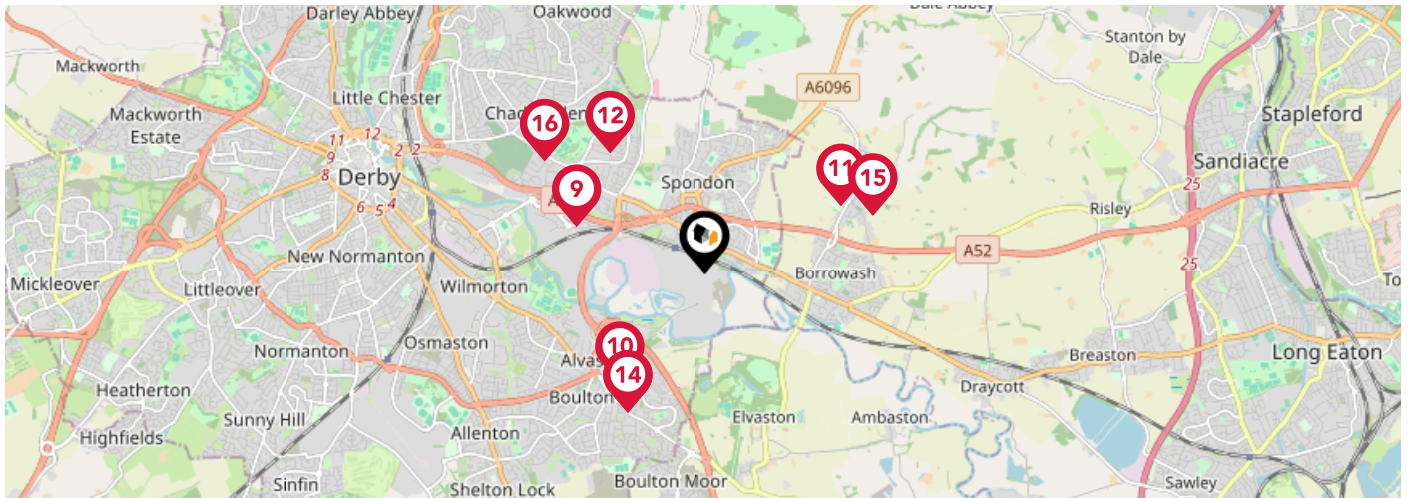 Darley Abbey
Oakwood
Dale Abbey
Stanton by
Dale
Mackworth
A6096
Little Chester
Mackworth
Estate
16
12
Stapleford
11
12
2
2
9
8
Derby
6
5
4
9
Spondon
11
15
Sandiacre
25
Risley
New Normanton
A52
25
Mickleover
Littleover
Wilmorton
Borrowash
Normanton
Osmaston
10
14
Boulton
Breaston
Long Eaton
Heatherton
Draycott
Sunny Hill
Elvaston
Ambaston
Highfields
Allenton
Sinfin
Shelton Lock
Boulton Moor
Sawley